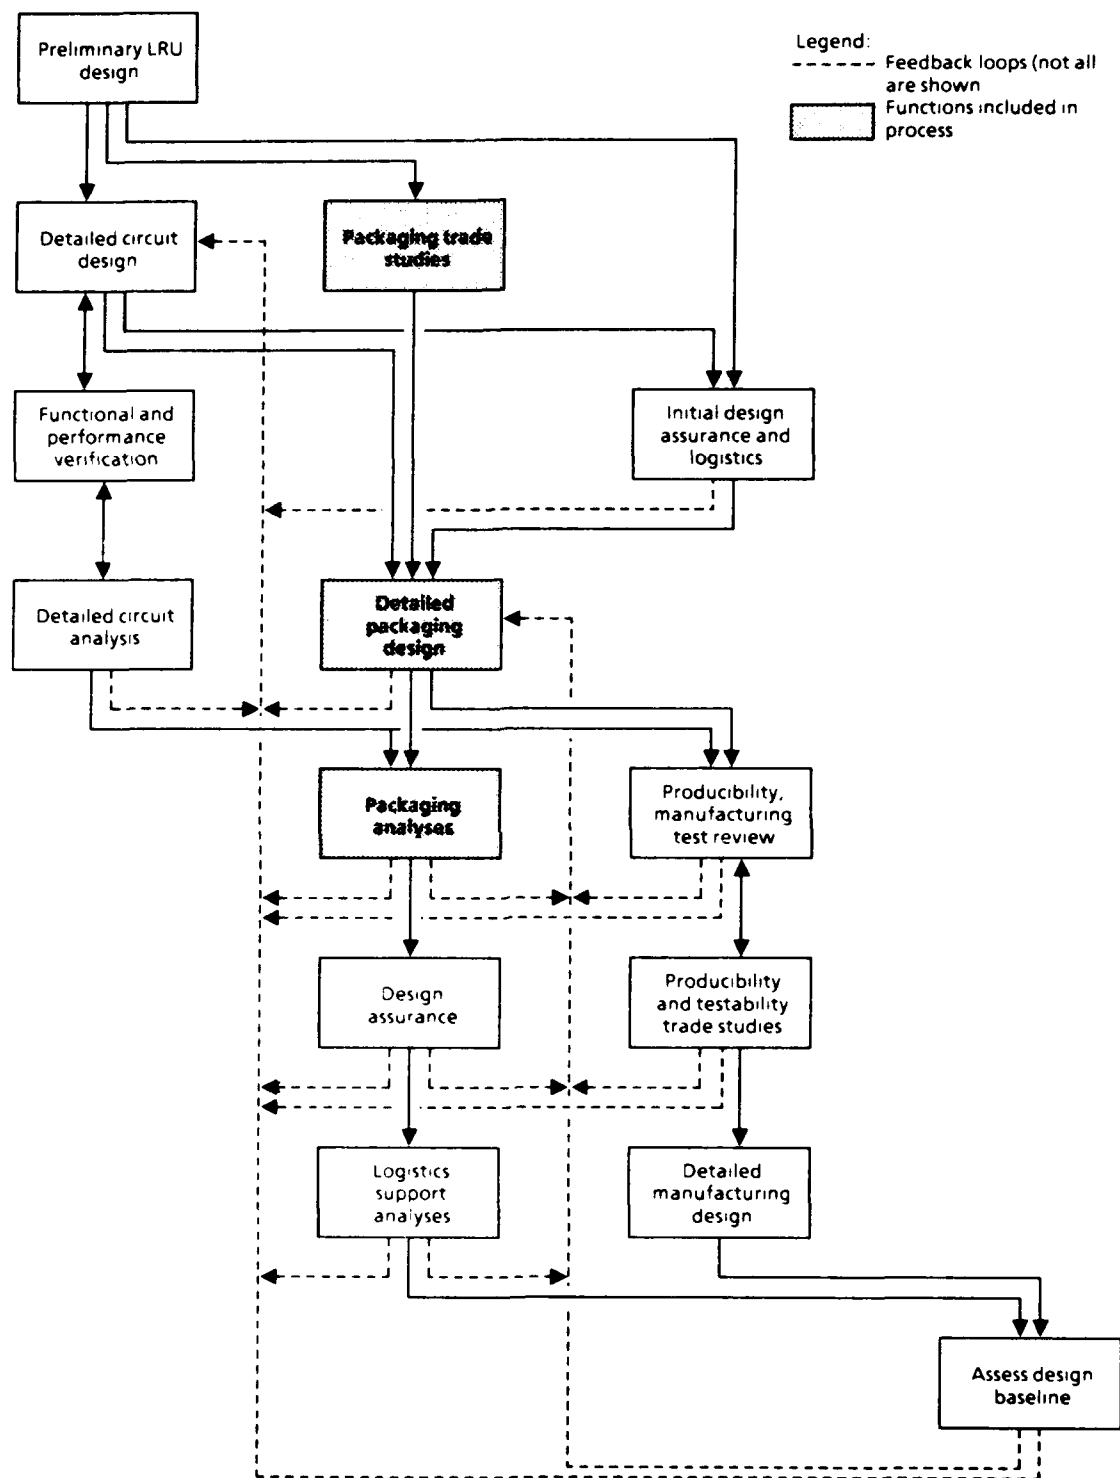 Preliminary LRU
design
Legend:
Feedback loops (not all
are shown
Functions included in
process
Detailed circuit
design
Packaging trade
studies
Functional and
performance
verification
Initial design
assurance and
logistics
Detailed circuit
analysis
Detailed
packaging
design
Packaging
analyses
Producibility,
manufacturing
test review
Design
assurance
Producibility
and testability
trade studies
Logistics
support
analyses
Detailed
manufacturing
design
Assess design
baseline